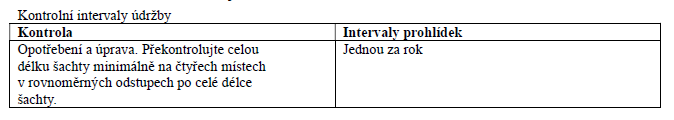 Kontrolní intervaly údržby
Kontrola Intervaly prohlídek
Opotřebení a úprava. Překontrolujte celou Jednou za rok
délku šachty minimálně na čtyřech místech
v rovnoměrných odstupech po celé délce
šachty.